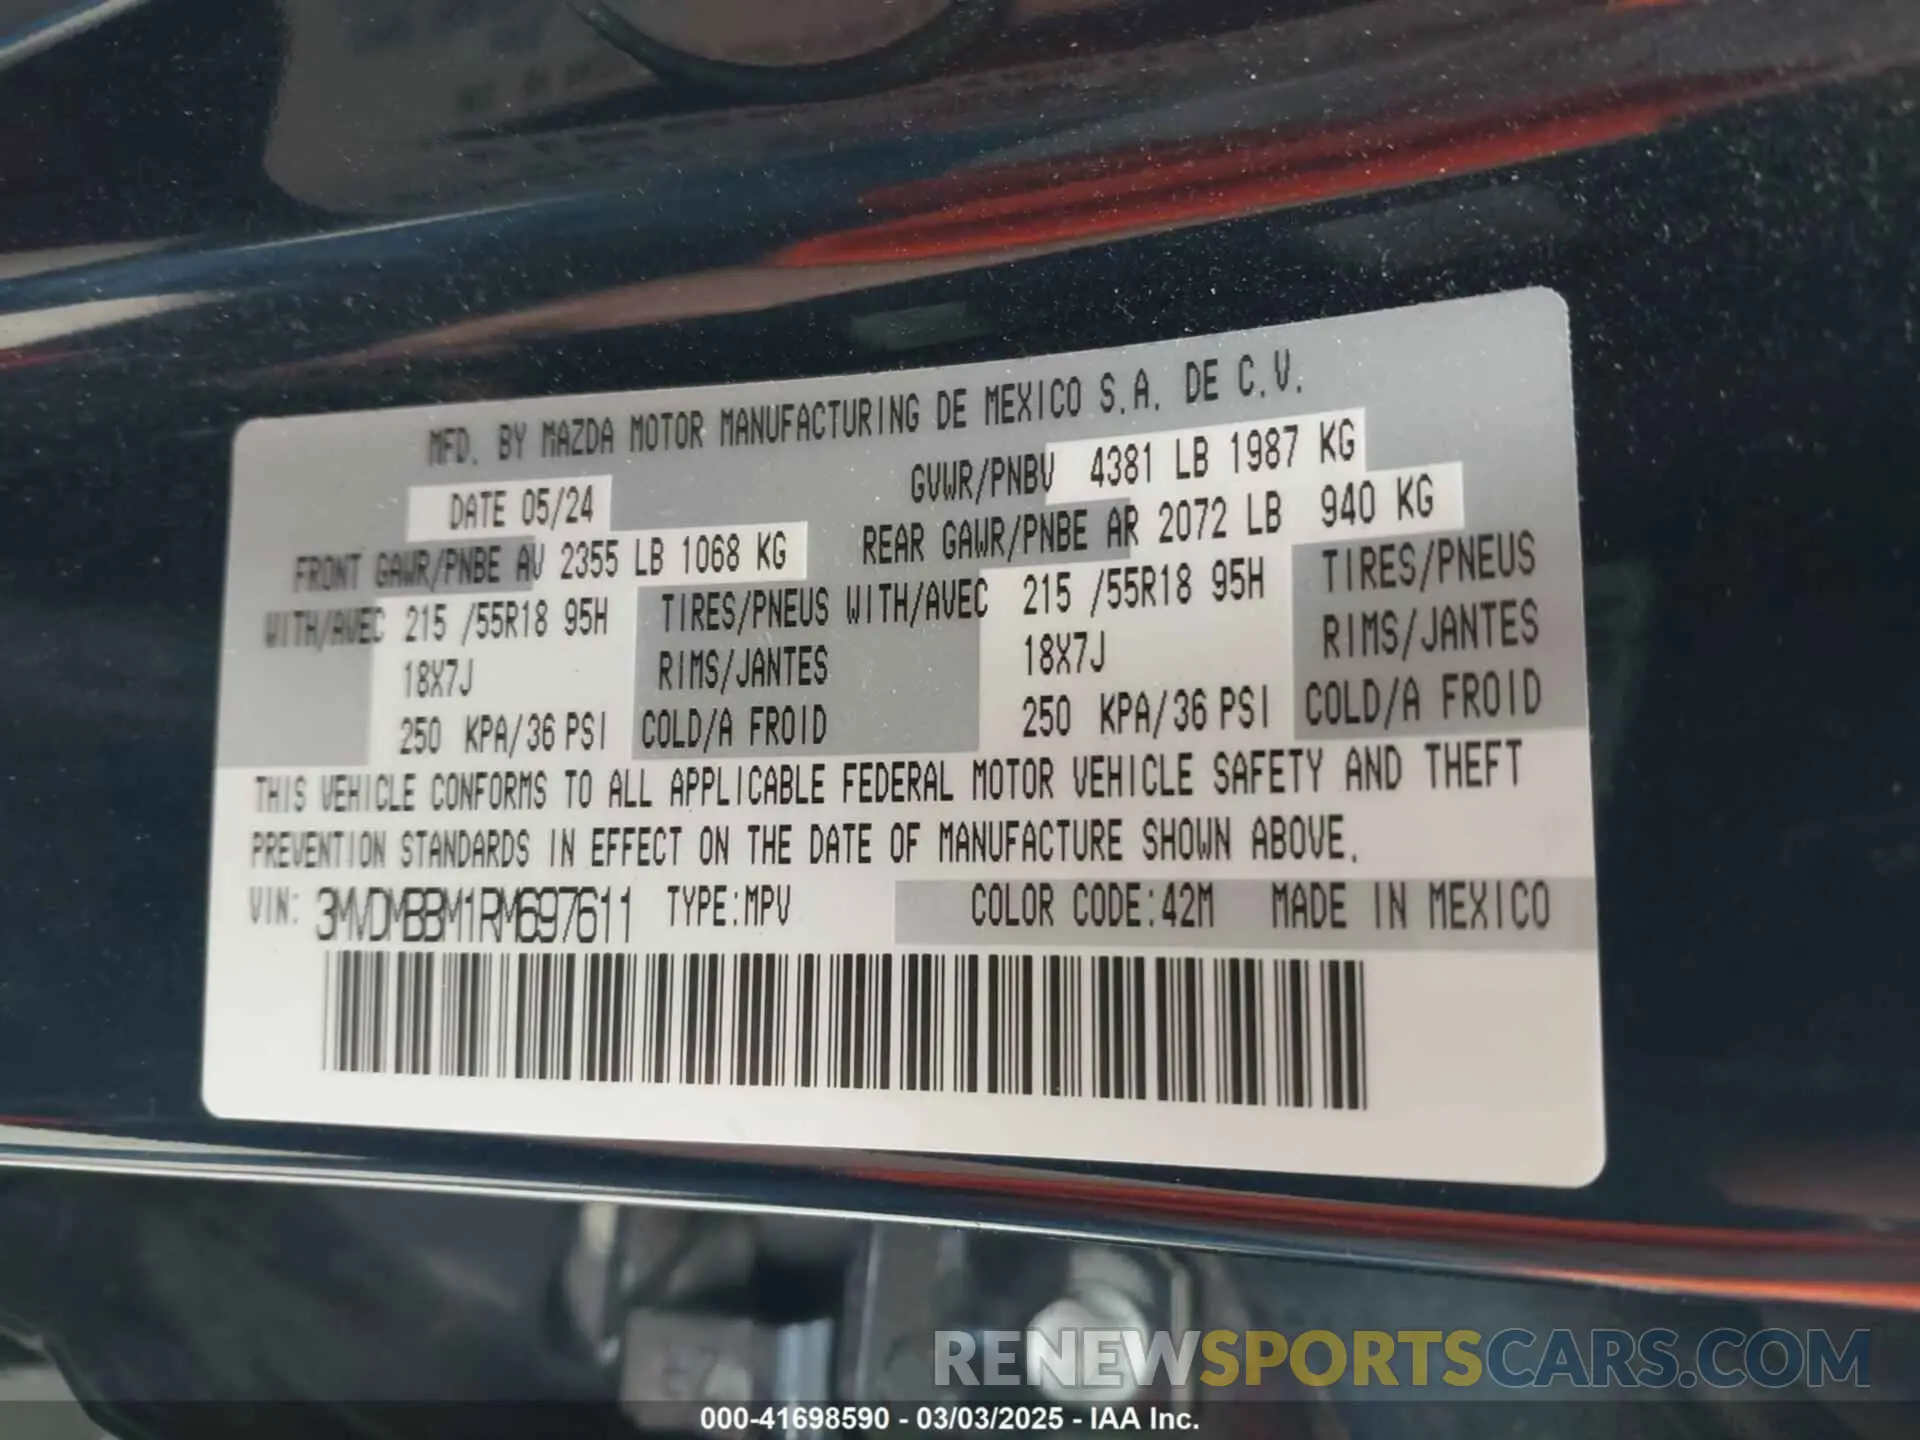 MFD. BY MAZDA MOTOR MANUFACTURING DE MEXICO S.A. DE C.V.
DATE 05/24 GVWR/PNBV 4381 LB 1987 KG
FRONT GAWR/PNBE AV 2355 LB 1068 KG REAR GAWR/PNBE AR 2072 LB 940 KG
WITH/AVEC 215 /55R18 95H TIRES/PNEUS WITH/AVEC 215 /55R18 95H TIRES/PNEUS
18X7J RIMS/JANTES 18X7J RIMS/JANTES
250 KPA/36 PSI COLD/A FROID 250 KPA/36 PSI COLD/A FROID
THIS VEHICLE CONFORMS TO ALL APPLICABLE FEDERAL MOTOR VEHICLE SAFETY AND THEFT
PREVENTION STANDARDS IN EFFECT ON THE DATE OF MANUFACTURE SHOWN ABOVE.
VIN: 3MVDMBBM1RM697611 TYPE:MPV COLOR CODE:42M MADE IN MEXICO
RENEWSPORTSCARS.COM
000-41698590 - 03/03/2025 - IAA Inc.